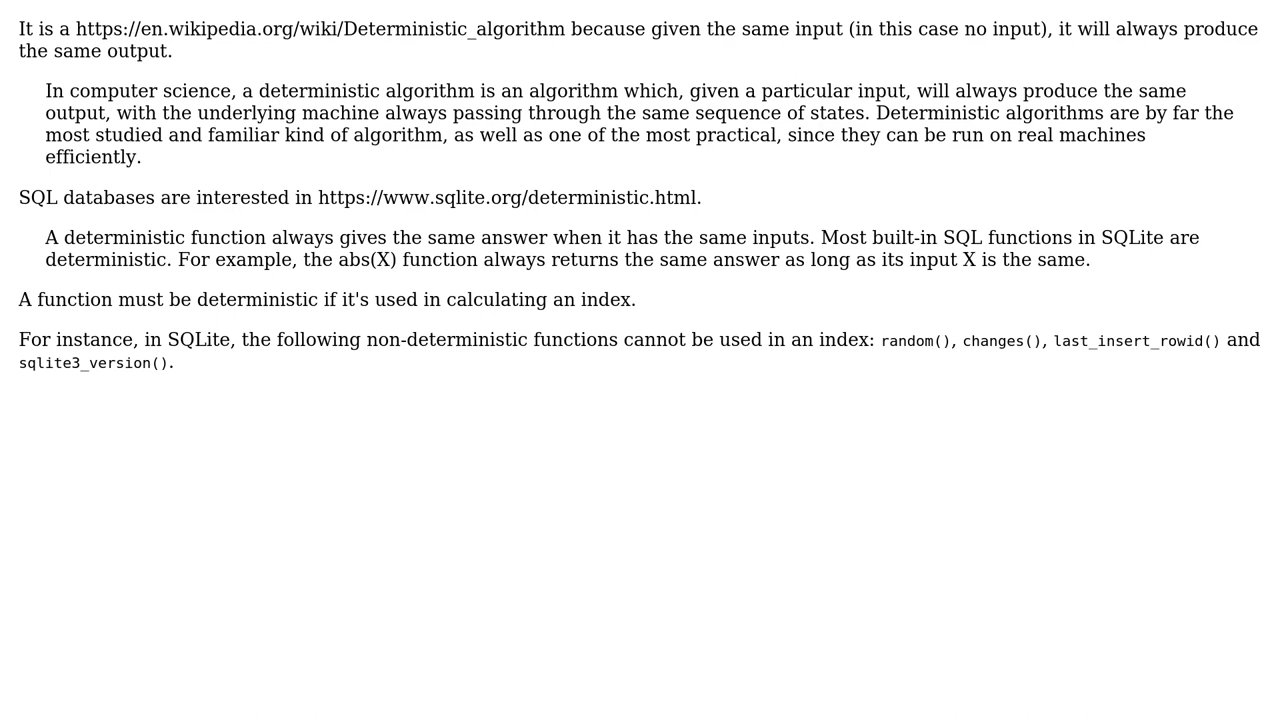 It is a https://en.wikipedia.org/wiki/Deterministic_algorithm because given the same input (in this case no input), it will always produce
the same output.
In computer science, a deterministic algorithm is an algorithm which, given a particular input, will always produce the same
output, with the underlying machine always passing through the same sequence of states. Deterministic algorithms are by far the
most studied and familiar kind of algorithm, as well as one of the most practical, since they can be run on real machines
efficiently.
SQL databases are interested in https://www.sqlite.org/deterministic.html.
A deterministic function always gives the same answer when it has the same inputs. Most built-in SQL functions in SQLite are
deterministic. For example, the abs(X) function always returns the same answer as long as its input X is the same.
A function must be deterministic if it's used in calculating an index.
For instance, in SQLite, the following non-deterministic functions cannot be used in an index: random(), changes(), last_insert_rowid() and
sqlite3_version().